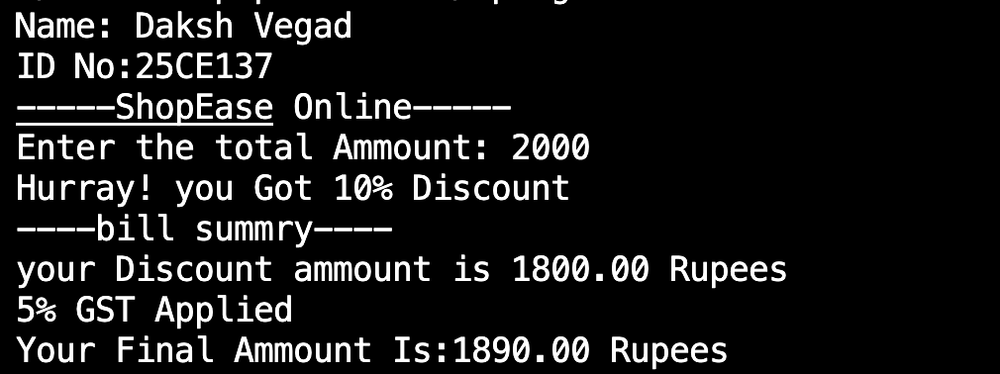 Name: Daksh Vegad
ID No:25CE137
-----ShopEase Online-----
Enter the total Ammount: 2000
Hurray! you Got 10% Discount
----bill summry----
your Discount ammount is 1800.00 Rupees
5% GST Applied
Your Final Ammount Is:1890.00 Rupees